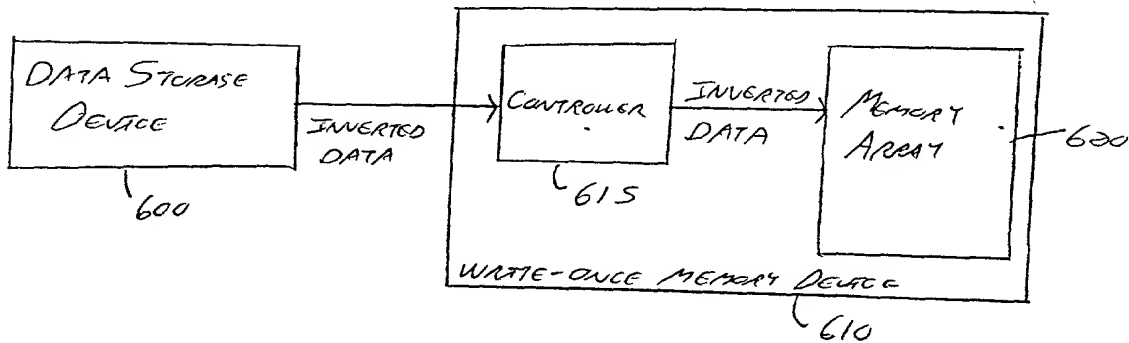 DATA STORAGE
DEVICE
600
INVERTED
DATA
CONTROLLER
615
INVERTED
DATA
MEMORY
ARRAY
620
WRITE-ONCE MEMORY DEVICE
610